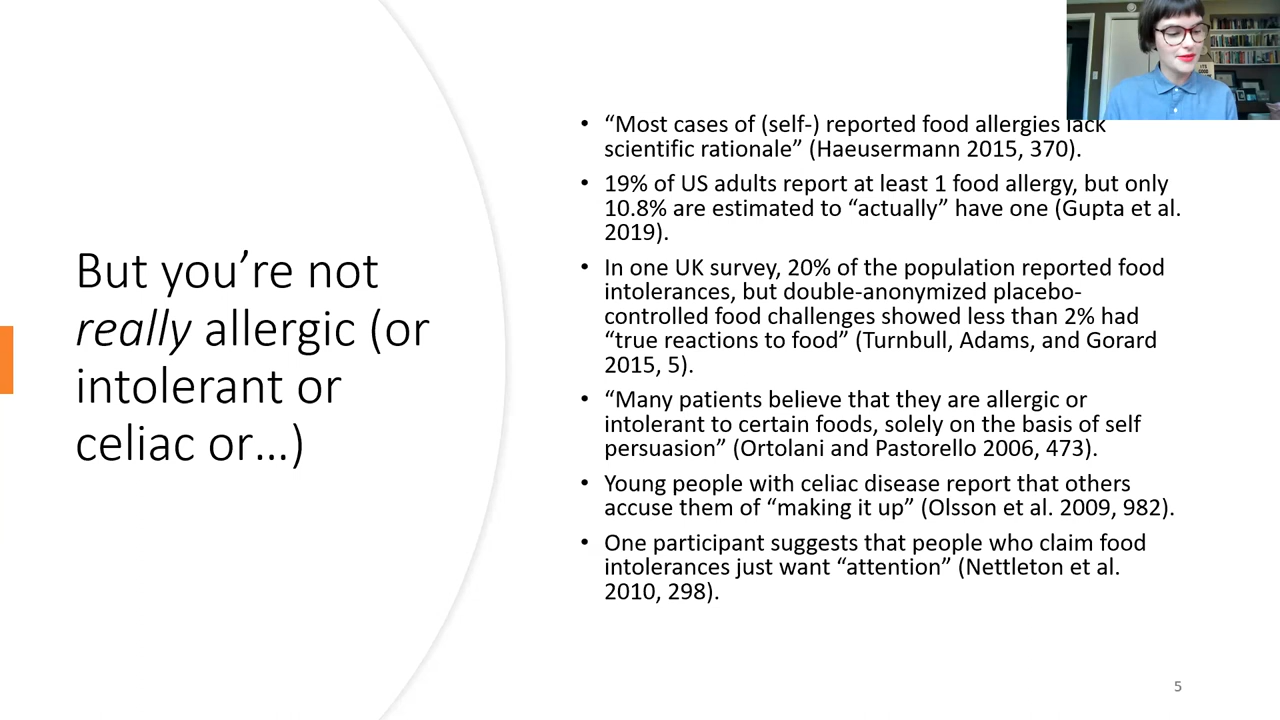 But you’re not
really allergic (or
intolerant or
celiac or…)
• “Most cases of (self-) reported food allergies lack
scientific rationale” (Haeusermann 2015, 370).
• 19% of US adults report at least 1 food allergy, but only
10.8% are estimated to “actually” have one (Gupta et al.
2019).
• In one UK survey, 20% of the population reported food
intolerances, but double-anonymized placebo-
controlled food challenges showed less than 2% had
“true reactions to food” (Turnbull, Adams, and Gorard
2015, 5).
• “Many patients believe that they are allergic or
intolerant to certain foods, solely on the basis of self
persuasion” (Ortolani and Pastorello 2006, 473).
• Young people with celiac disease report that others
accuse them of “making it up” (Olsson et al. 2009, 982).
• One participant suggests that people who claim food
intolerances just want “attention” (Nettleton et al.
2010, 298).
5